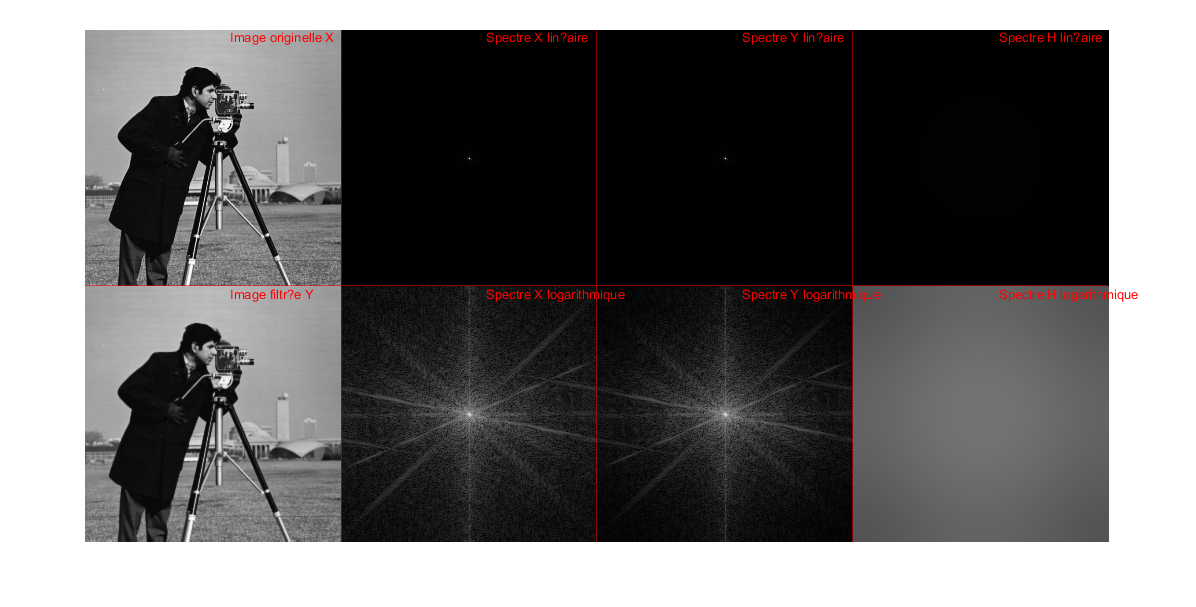 Image originelle X
Spectre X lin?aire
Spectre Y lin?aire
Spectre H lin?aire
Image filtr?e Y
Spectre X logarithmique
Spectre Y logarithmique
Spectre H logarithmique